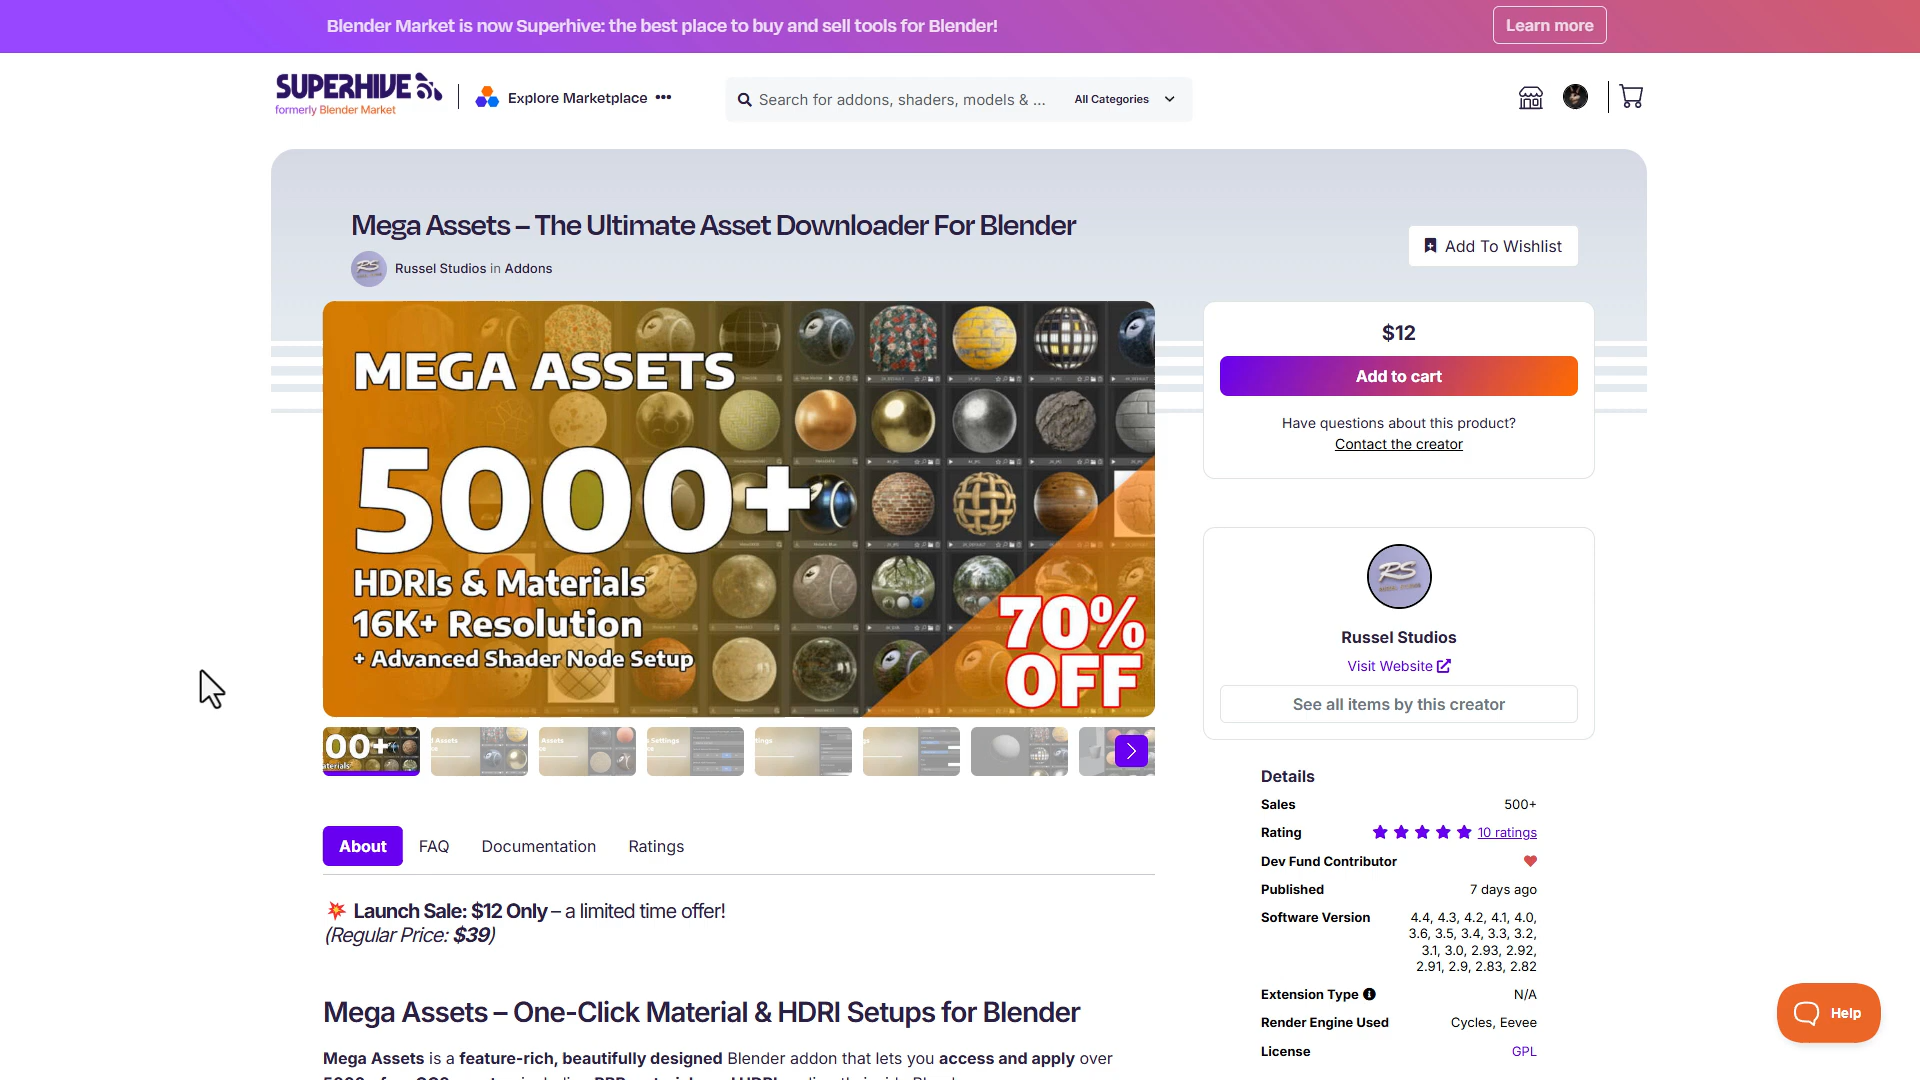 Blender Market is now Superhive: the best place to buy and sell tools for Blender!
Learn more
SUPERHIVE
formerly Blender Market
Explore Marketplace •••
Search for addons, shaders, models & ...
All Categories
Mega Assets – The Ultimate Asset Downloader For Blender
Russel Studios in Addons
Add To Wishlist
MEGA ASSETS
5000+
HDRIs & Materials
16K+ Resolution
+ Advanced Shader Node Setup
70%
OFF
$12
Add to cart
Have questions about this product?
Contact the creator
RS
Russel Studios
Visit Website
See all items by this creator
About
FAQ
Documentation
Ratings
Launch Sale: $12 Only – a limited time offer!
(Regular Price: $39)
Mega Assets – One-Click Material & HDRI Setups for Blender
Mega Assets is a feature-rich, beautifully designed Blender addon that lets you access and apply over
Details
Sales 500+
Rating 10 ratings
Dev Fund Contributor
Published 7 days ago
Software Version 4.4, 4.3, 4.2, 4.1, 4.0,
3.6, 3.5, 3.4, 3.3, 3.2,
3.1, 3.0, 2.93, 2.92,
2.91, 2.9, 2.83, 2.82
Extension Type N/A
Render Engine Used Cycles, Eevee
License GPL
Help